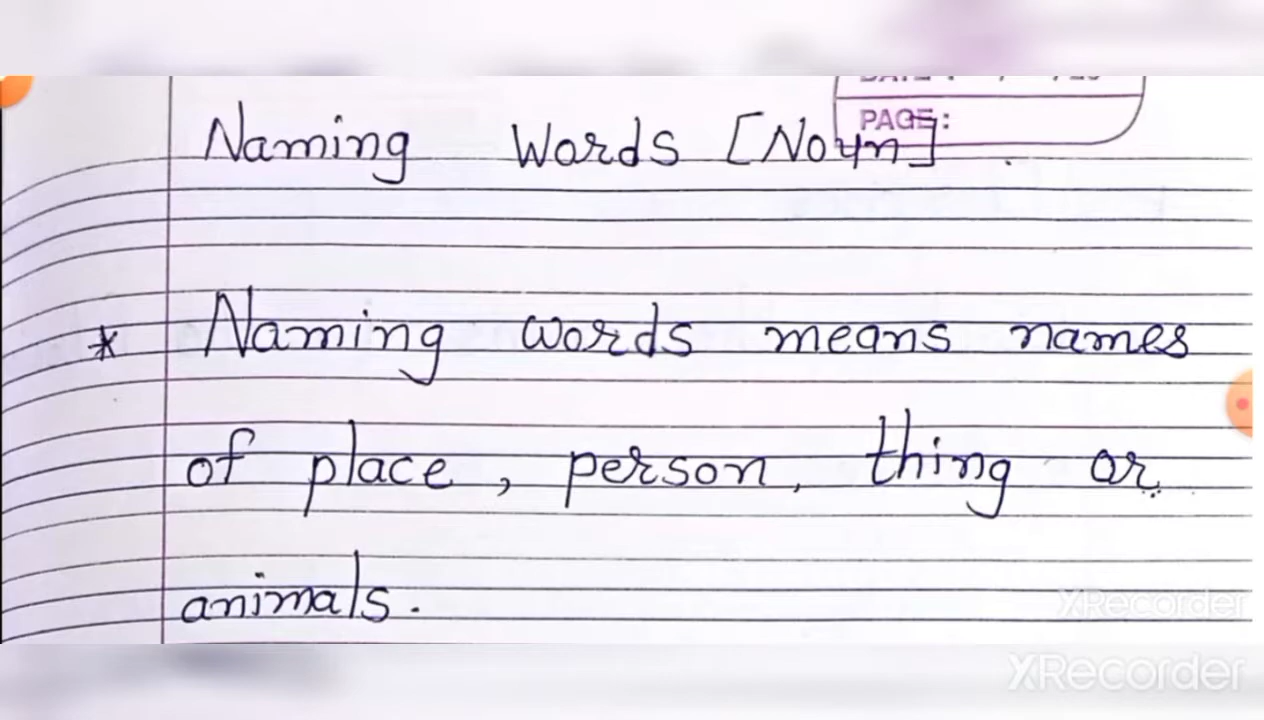 PAGE:
Naming Words [Noun]
* Naming words means names
of place, person, thing or
animals.
XRecorder
XRecorder